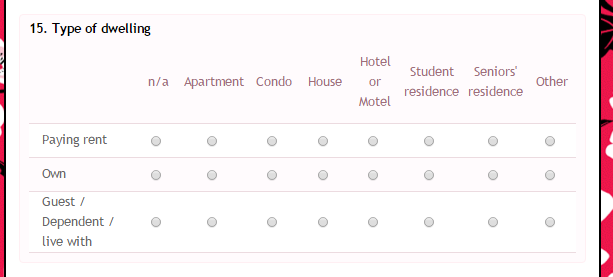 15. Type of dwelling
n/a Apartment Condo House Hotel or Motel Student residence Seniors' residence Other
Paying rent
Own
Guest /
Dependent /
live with